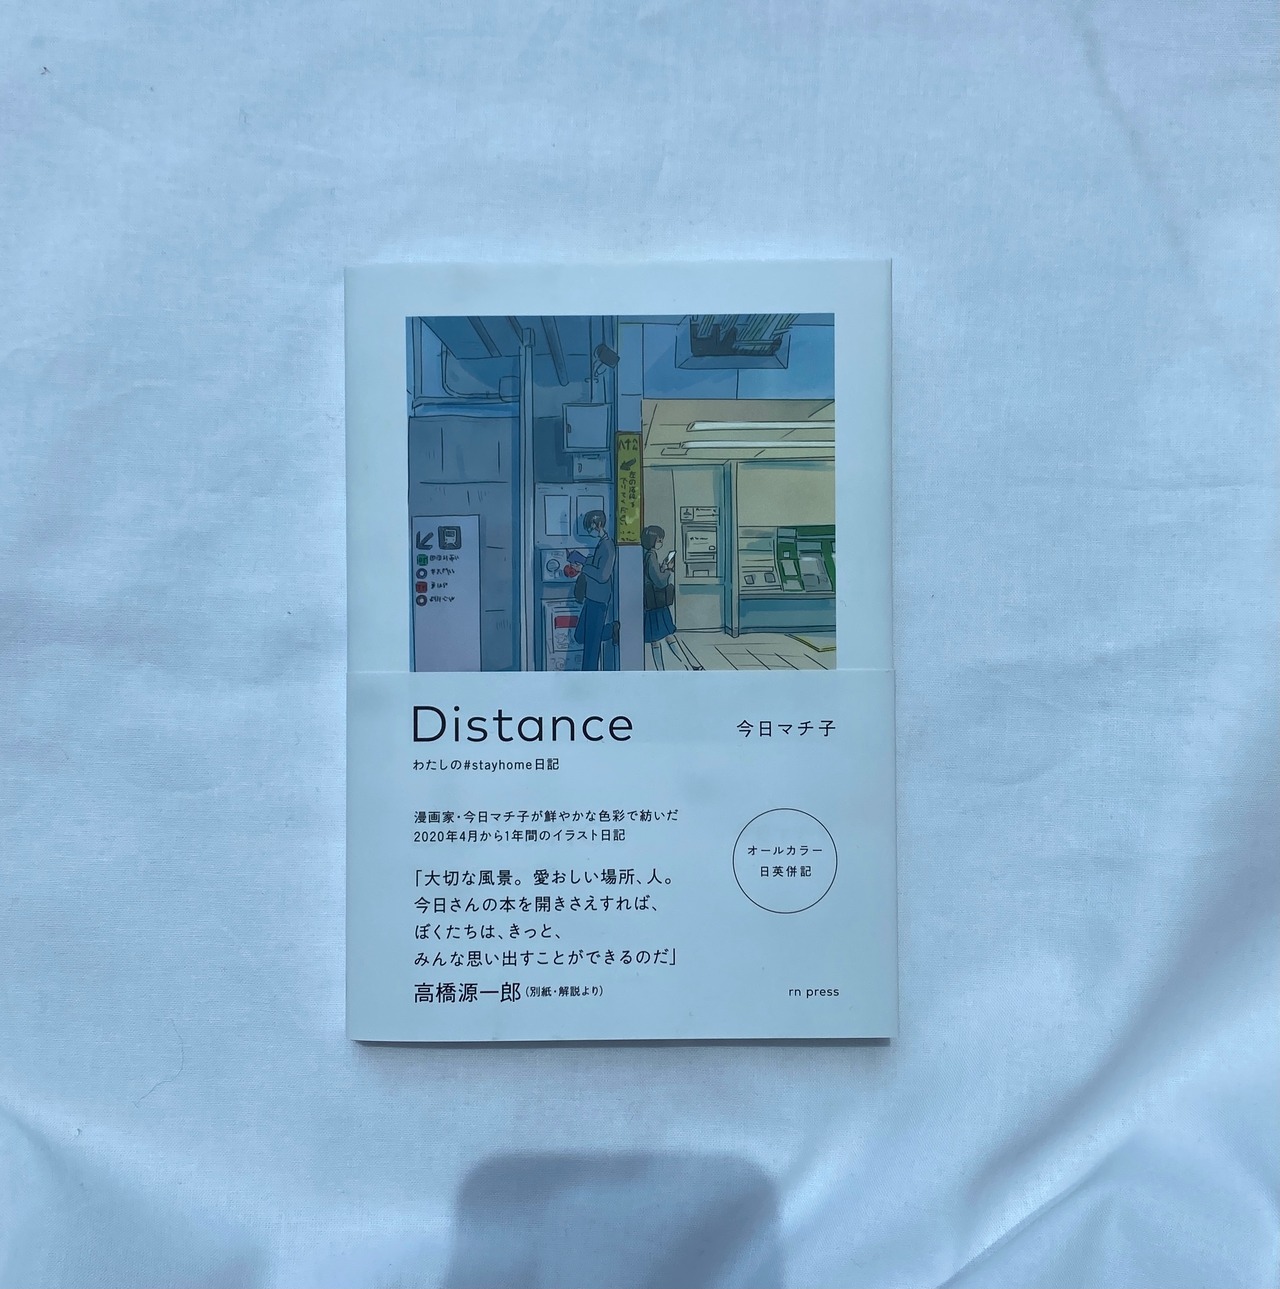 Distance
今日マチ子
わたしの#stayhome日記
漫画家・今日マチ子が鮮やかな色彩で紡いだ
2020年4月から1年間のイラスト日記
オールカラー
日英併記
「大切な風景。愛おしい場所、人。
今日さんの本を開きさえすれば、
ぼくたちは、きっと、
みんな思い出すことができるのだ」
高橋源一郎(別紙・解説より)
rn press